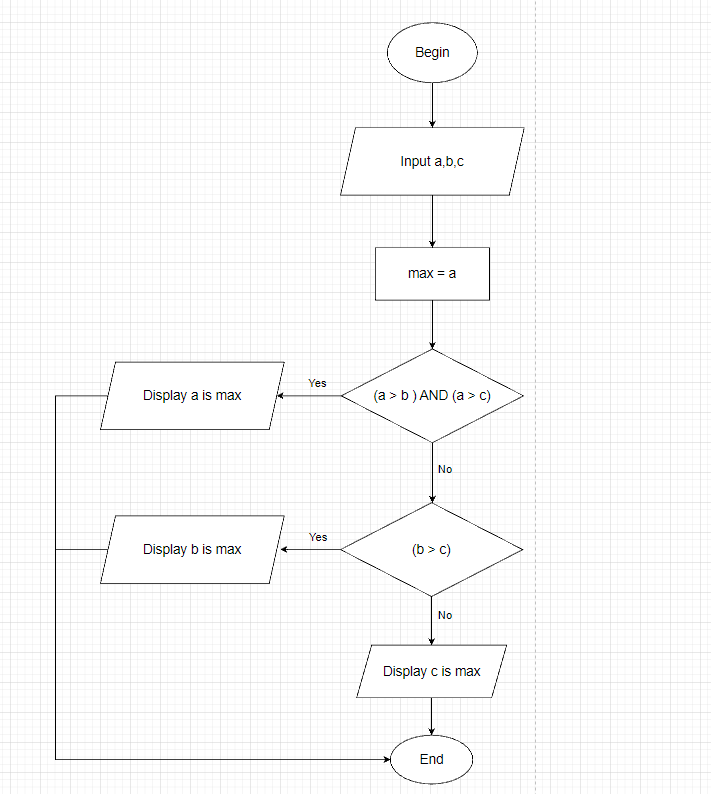 Begin
Input a,b,c
max = a
(a > b ) AND (a > c)
Yes
Display a is max
No
(b > c)
Yes
Display b is max
No
Display c is max
End